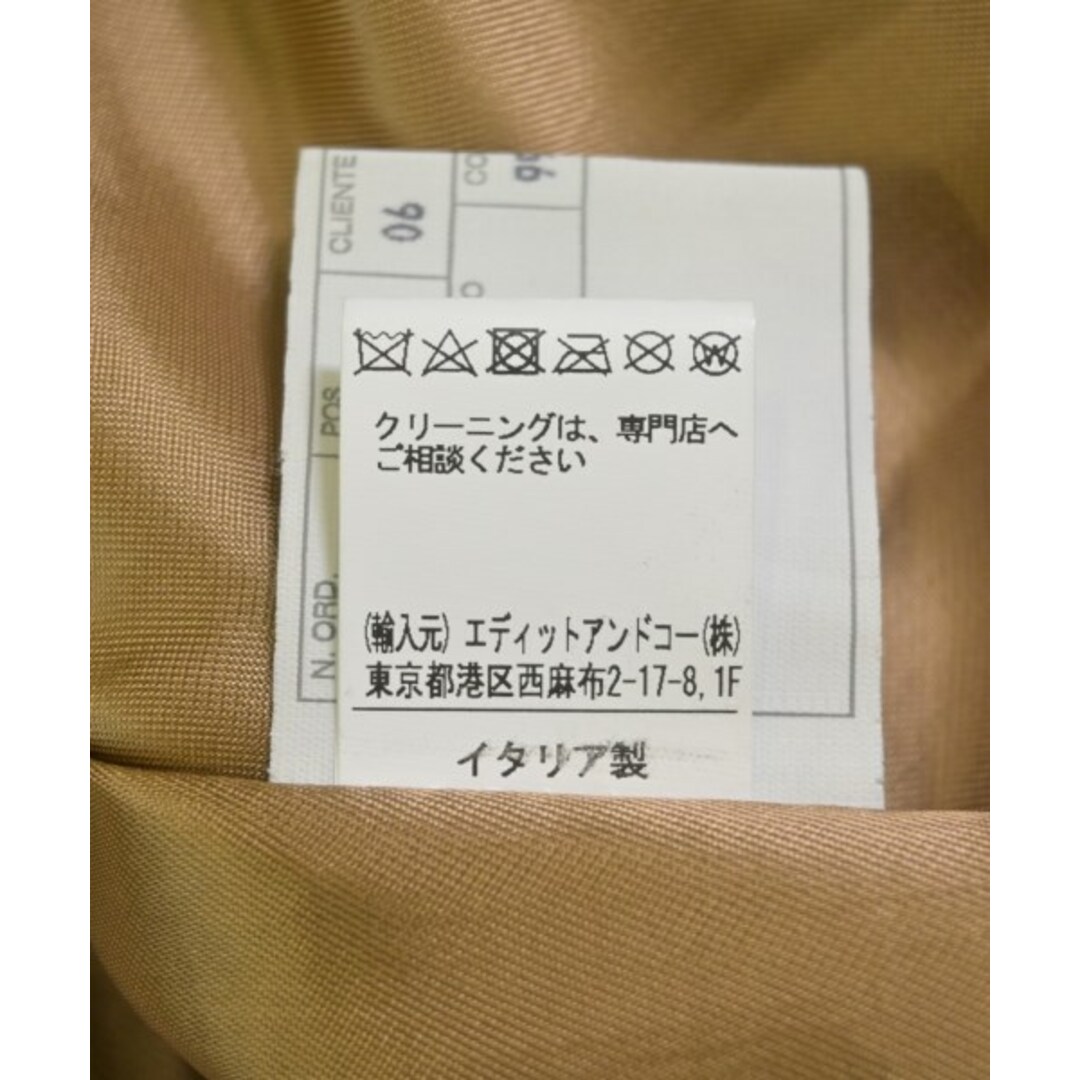 クリーニングは、専門店へ
ご相談ください
(輸入元) エディットアンドコー(株)
東京都港区西麻布2-17-8, 1F
イタリア製
CLIENTE
06
POS
N. ORD.
W